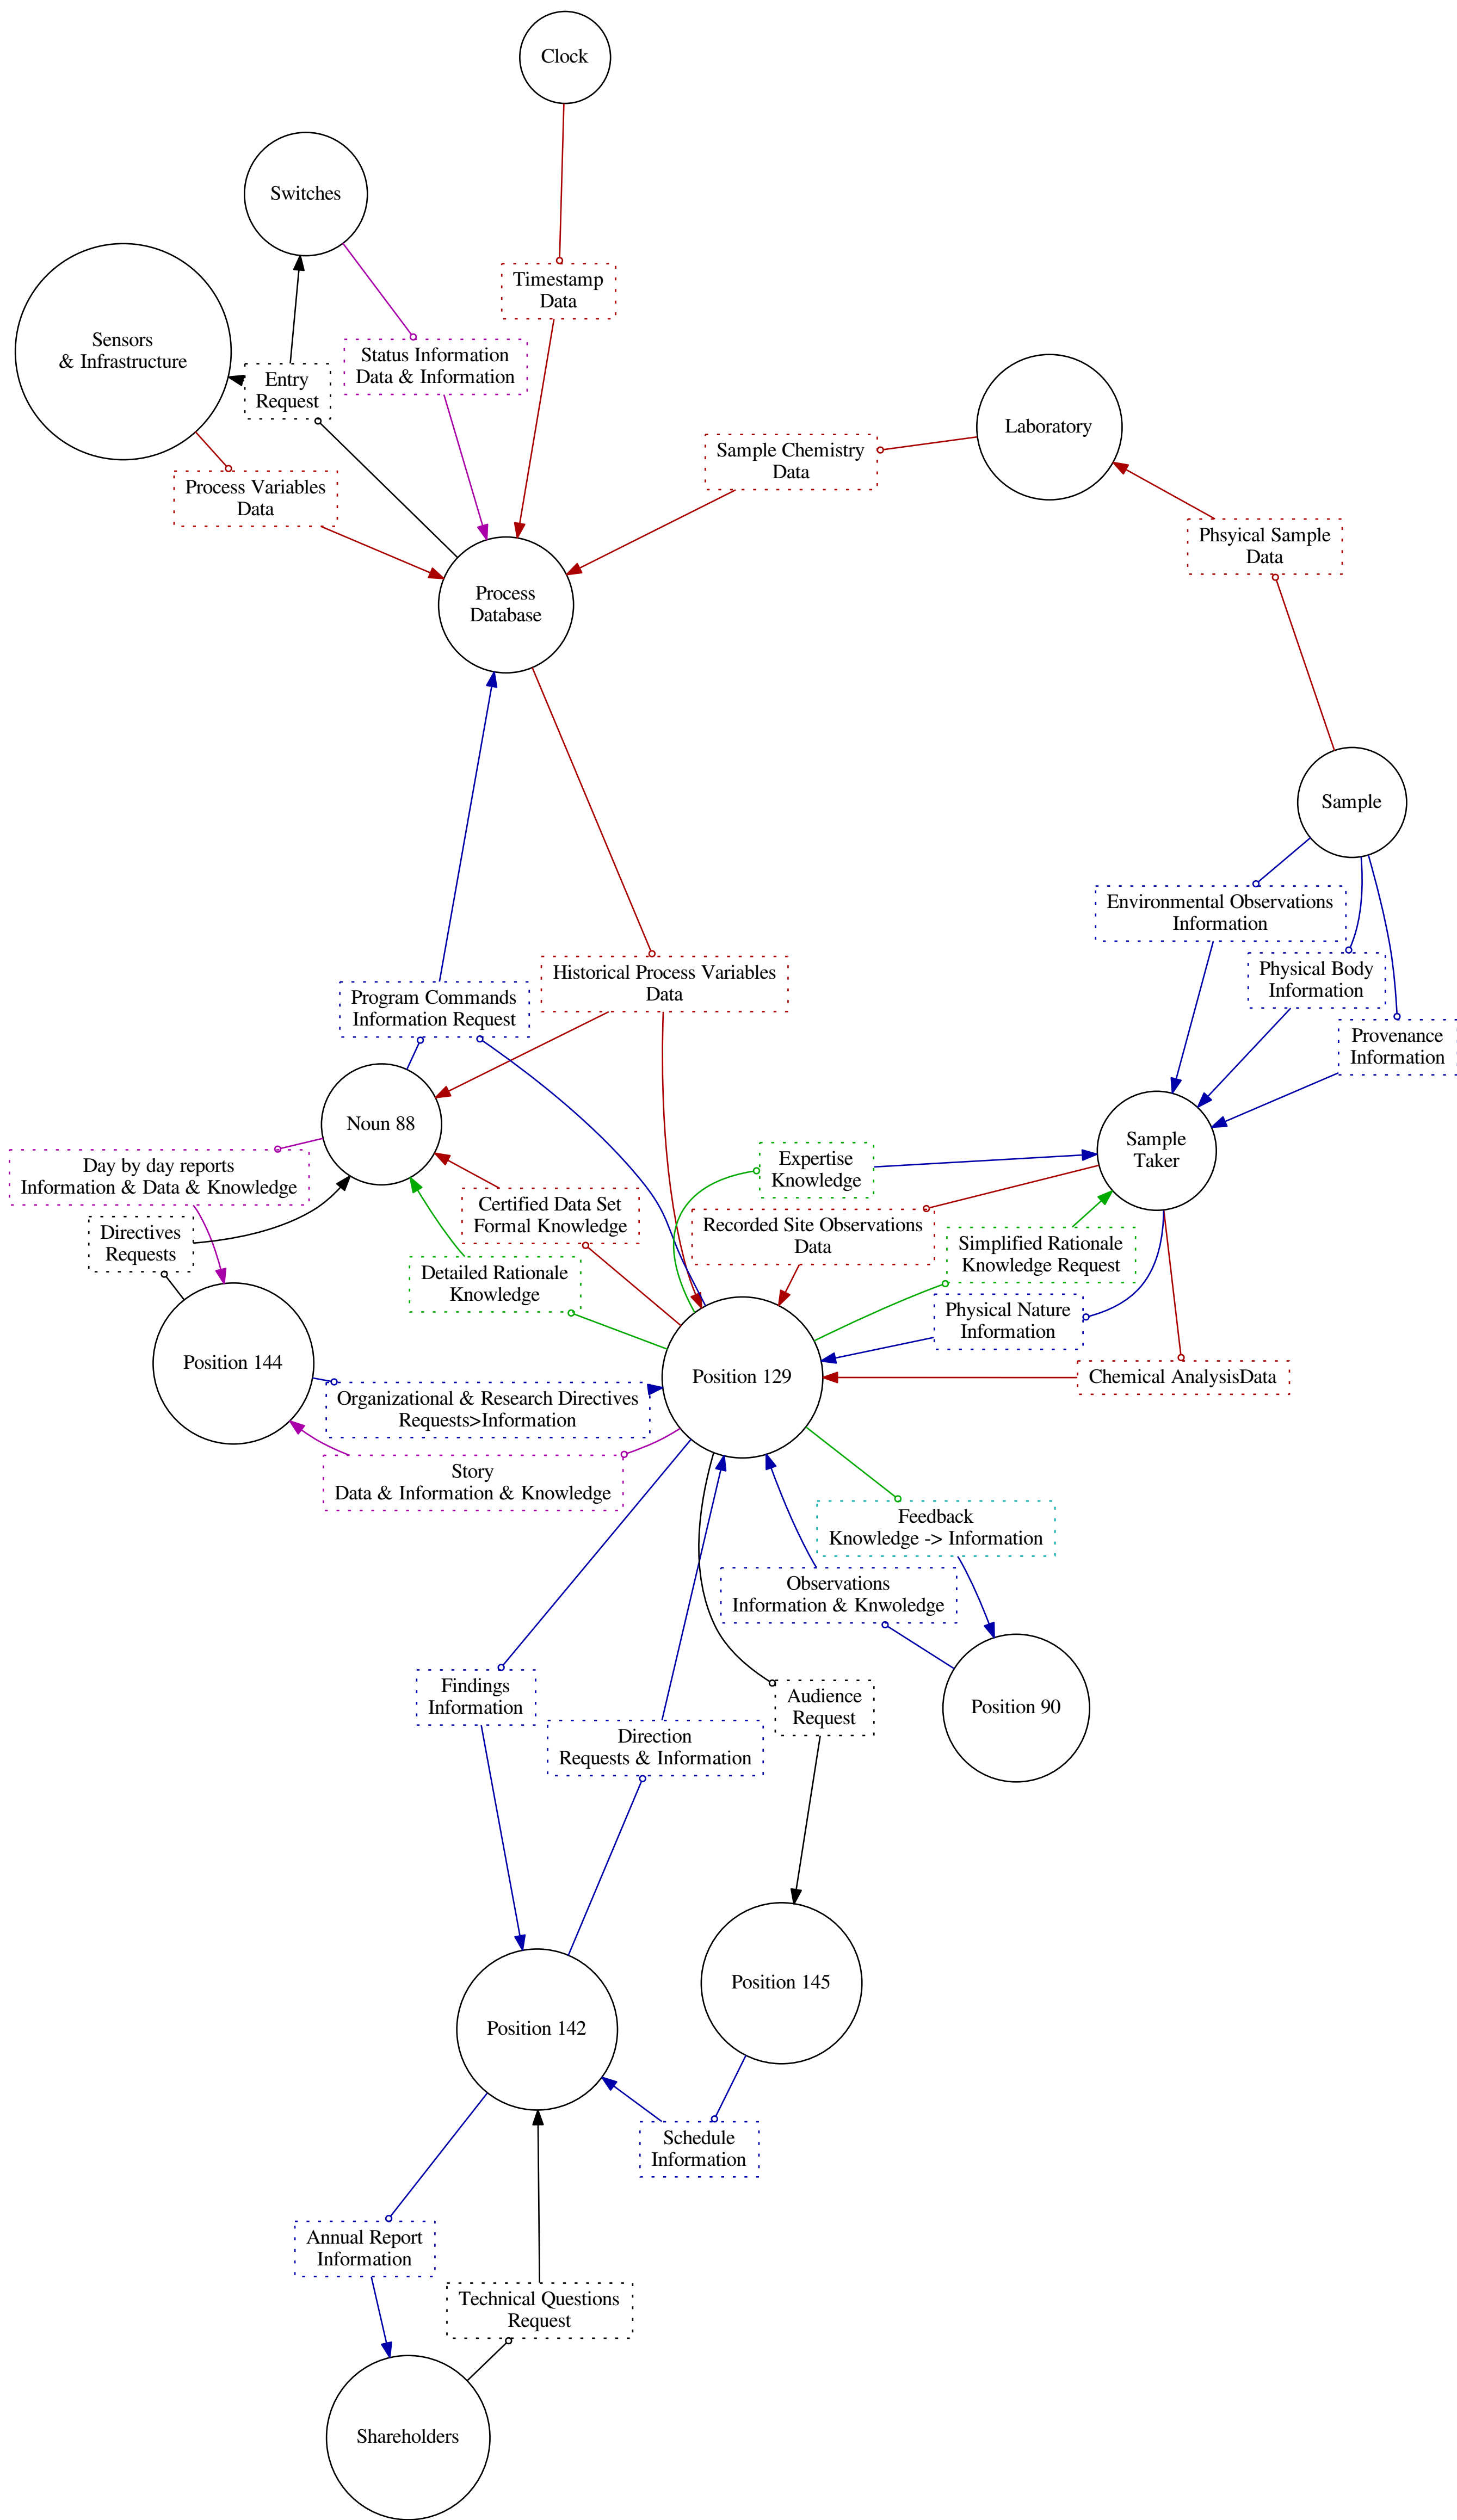 Clock
Switches
Sensors
& Infrastructure
Timestamp
Data
Status Information
Data & Information
Entry
Request
Laboratory
Sample Chemistry
Data
Process Variables
Data
Phsyical Sample
Data
Process
Database
Sample
Environmental Observations
Information
Physical Body
Information
Historical Process Variables
Data
Program Commands
Information Request
Provenance
Information
Noun 88
Sample
Taker
Expertise
Knowledge
Day by day reports
Information & Data & Knowledge
Certified Data Set
Formal Knowledge
Recorded Site Observations
Data
Directives
Requests
Simplified Rationale
Knowledge Request
Detailed Rationale
Knowledge
Physical Nature
Information
Position 144
Position 129
Chemical AnalysisData
Organizational & Research Directives
Requests>Information
Story
Data & Information & Knowledge
Feedback
Knowledge -> Information
Observations
Information & Knwoledge
Findings
Information
Audience
Request
Position 90
Direction
Requests & Information
Position 145
Position 142
Schedule
Information
Annual Report
Information
Technical Questions
Request
Shareholders